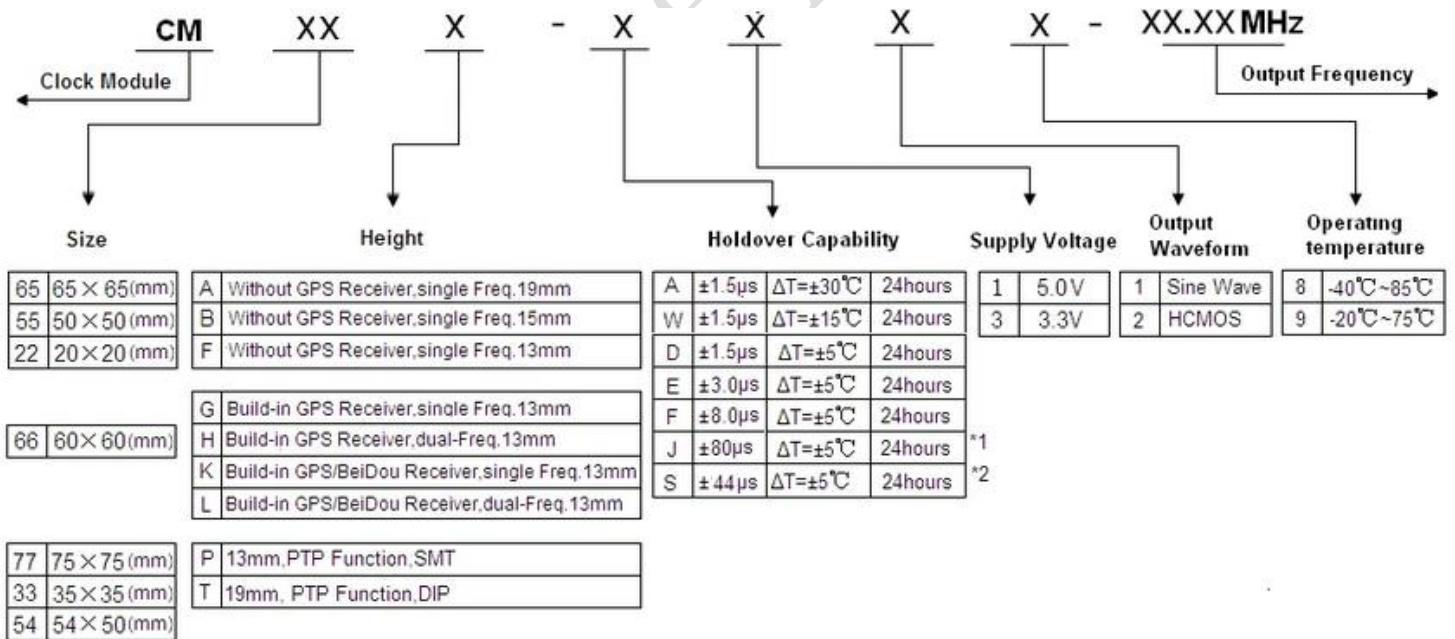 CM XX X - X X X X - XX.XX MHz
Clock Module
Output Frequency
Size
Height
Holdover Capability
Supply Voltage
Output
Waveform
Operating
temperature
65 65×65(mm)
55 50×50(mm)
22 20×20(mm)
66 60×60(mm)
77 75×75(mm)
33 35×35(mm)
54 54×50(mm)
A Without GPS Receiver,single Freq.19mm
B Without GPS Receiver,single Freq.15mm
F Without GPS Receiver,single Freq.13mm
G Build-in GPS Receiver,single Freq.13mm
H Build-in GPS Receiver,dual-Freq.13mm
K Build-in GPS/BeiDou Receiver,single Freq.13mm
L Build-in GPS/BeiDou Receiver,dual-Freq.13mm
P 13mm,PTP Function,SMT
T 19mm, PTP Function,DIP
A ±1.5μs ΔT=±30℃ 24hours
W ±1.5μs ΔT=±15℃ 24hours
D ±1.5μs ΔT=±5℃ 24hours
E ±3.0μs ΔT=±5℃ 24hours
F ±8.0μs ΔT=±5℃ 24hours
J ±80μs ΔT=±5℃ 24hours *1
S ±44μs ΔT=±5℃ 24hours *2
1 5.0V
3 3.3V
1 Sine Wave
2 HCMOS
8 -40℃~85℃
9 -20℃~75℃